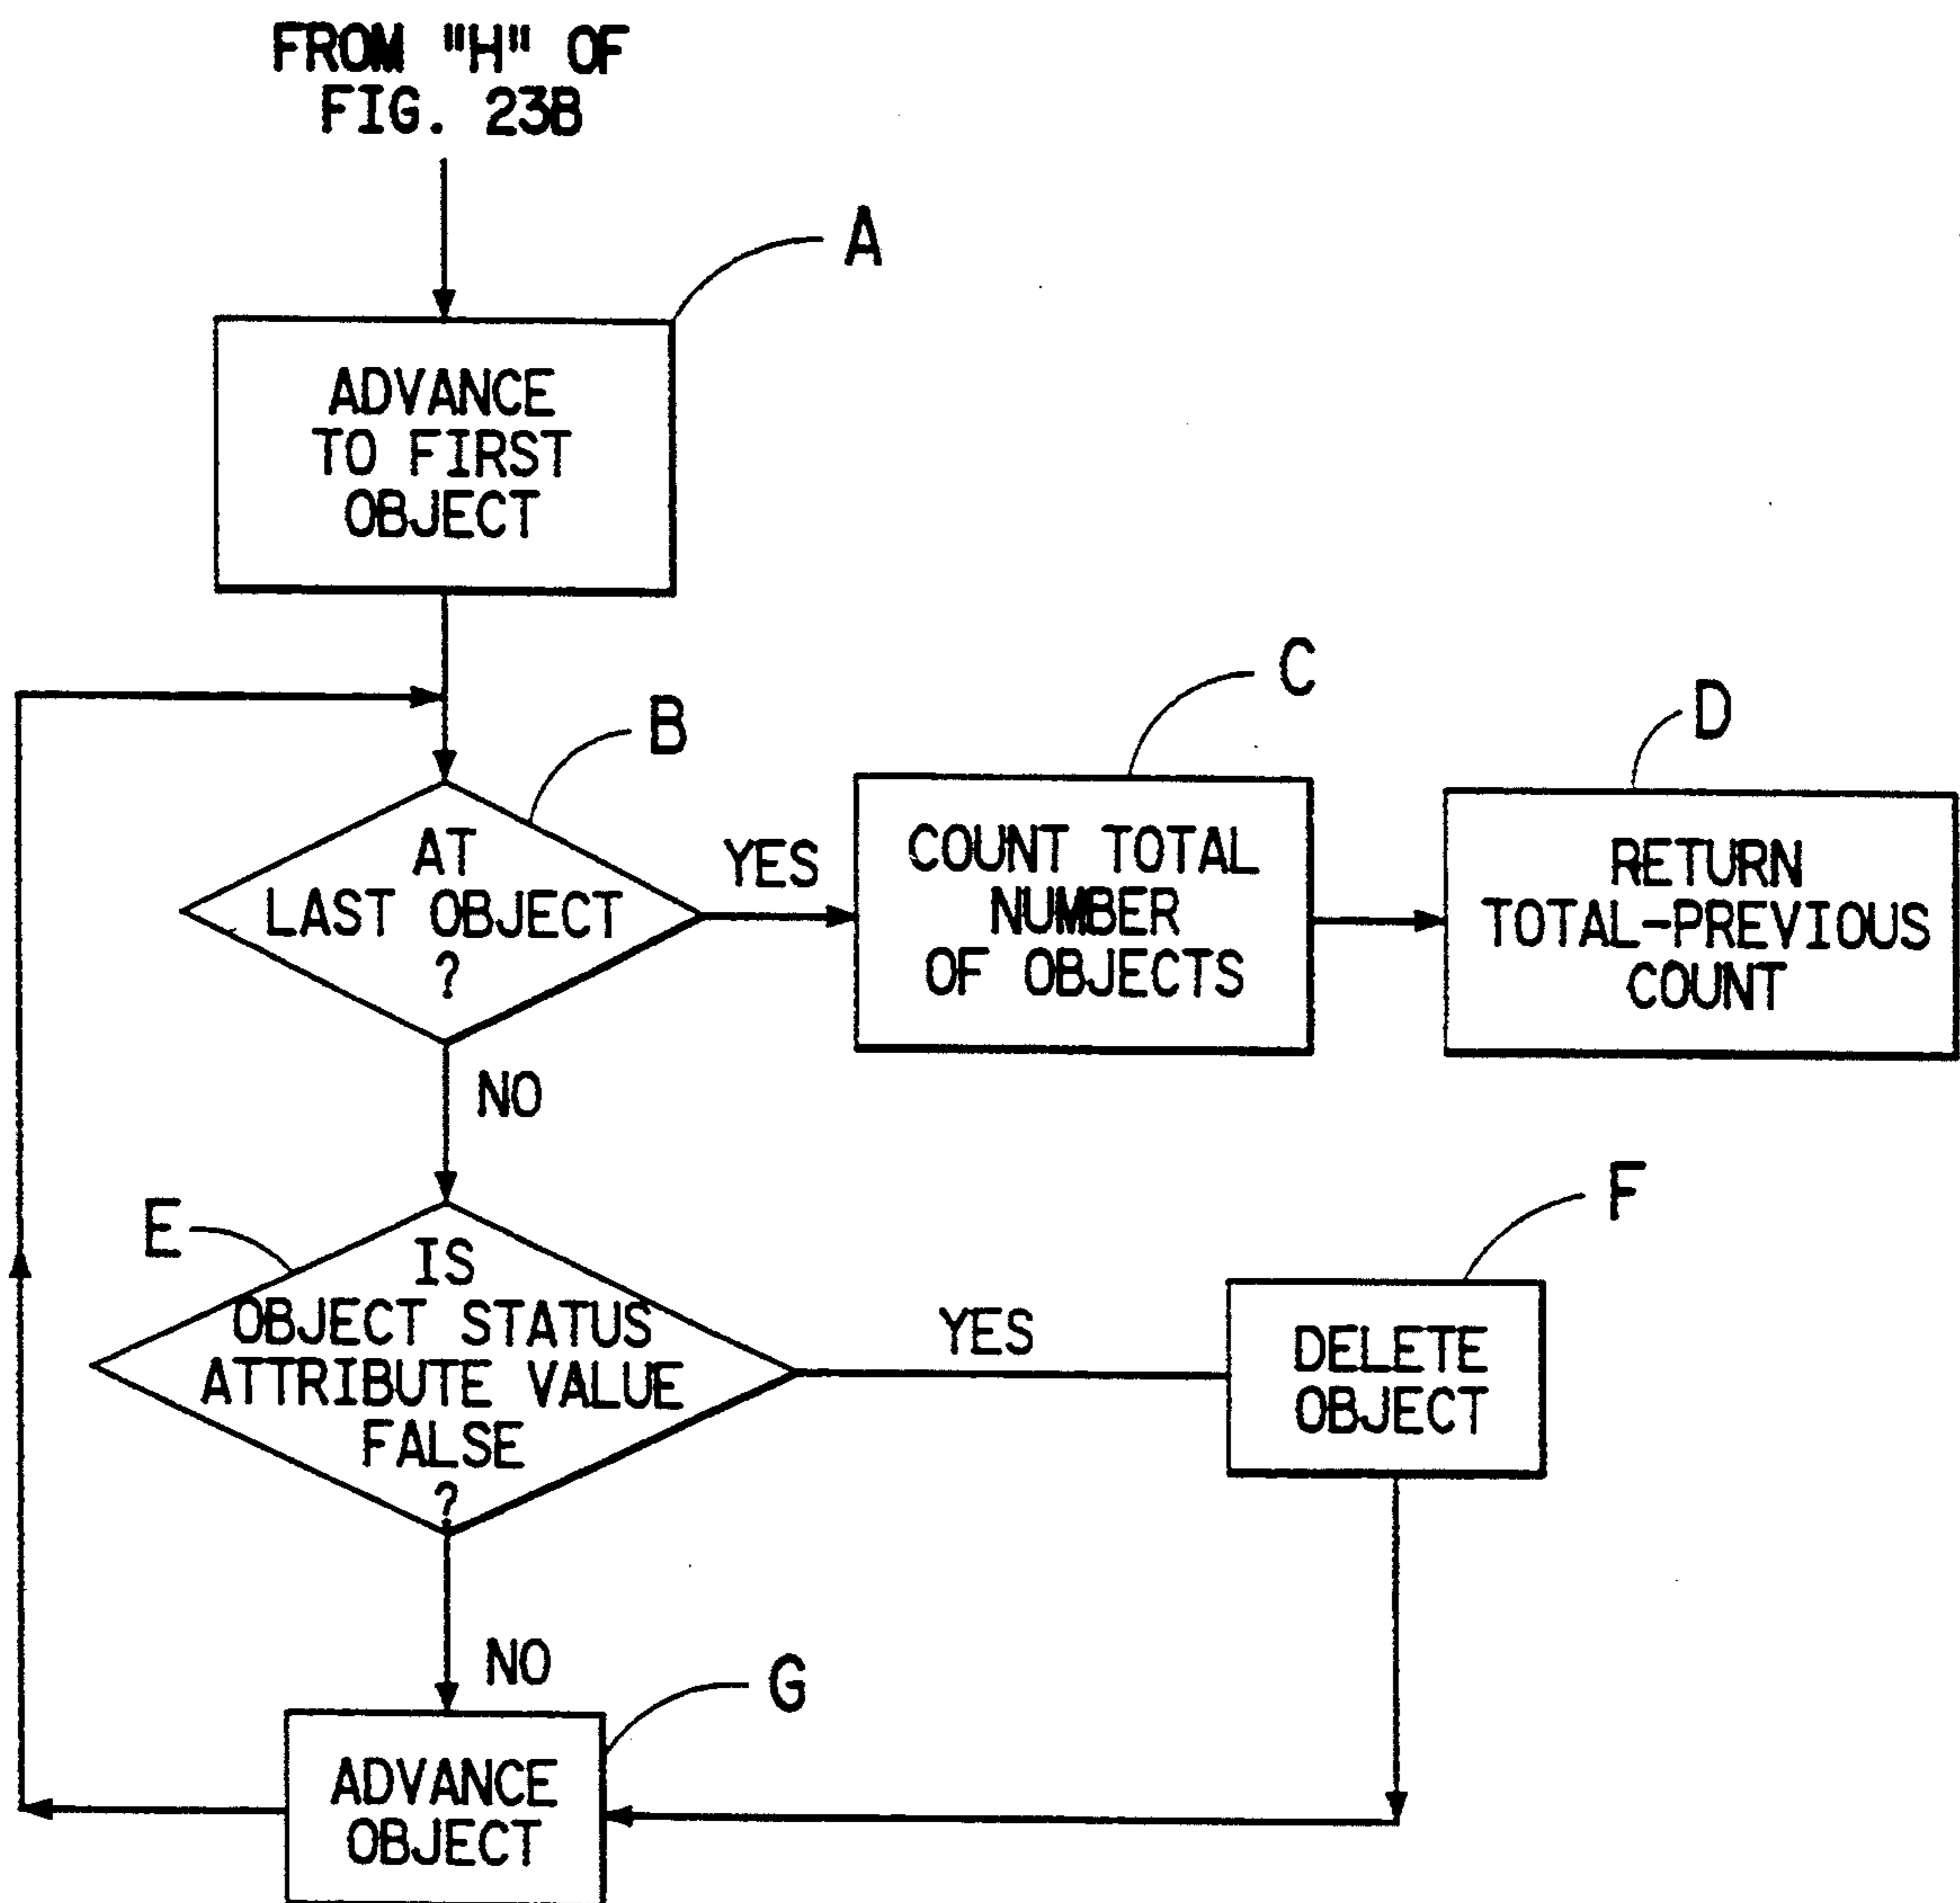 FROM "H" OF
FIG. 23B
A
ADVANCE
TO FIRST
OBJECT
B
AT
LAST OBJECT
?
YES
C
COUNT TOTAL
NUMBER
OF OBJECTS
D
RETURN
TOTAL-PREVIOUS
COUNT
NO
E
IS
OBJECT STATUS
ATTRIBUTE VALUE
FALSE
?
YES
F
DELETE
OBJECT
NO
G
ADVANCE
OBJECT